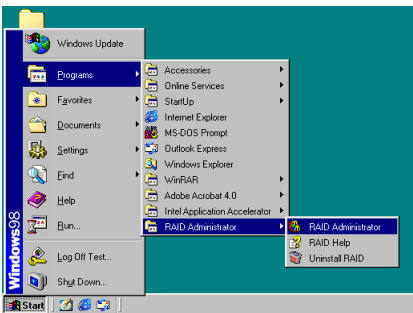 Windows Update
Programs
Favorites
Documents
Settings
Find
Help
Run...
Log Off Test...
Shut Down...
Windows98
Start
Accessories
Online Services
StartUp
Internet Explorer
MS-DOS Prompt
Outlook Express
Windows Explorer
WinRAR
Adobe Acrobat 4.0
Intel Application Accelerator
RAID Administrator
RAID Administrator
RAID Help
Uninstall RAID